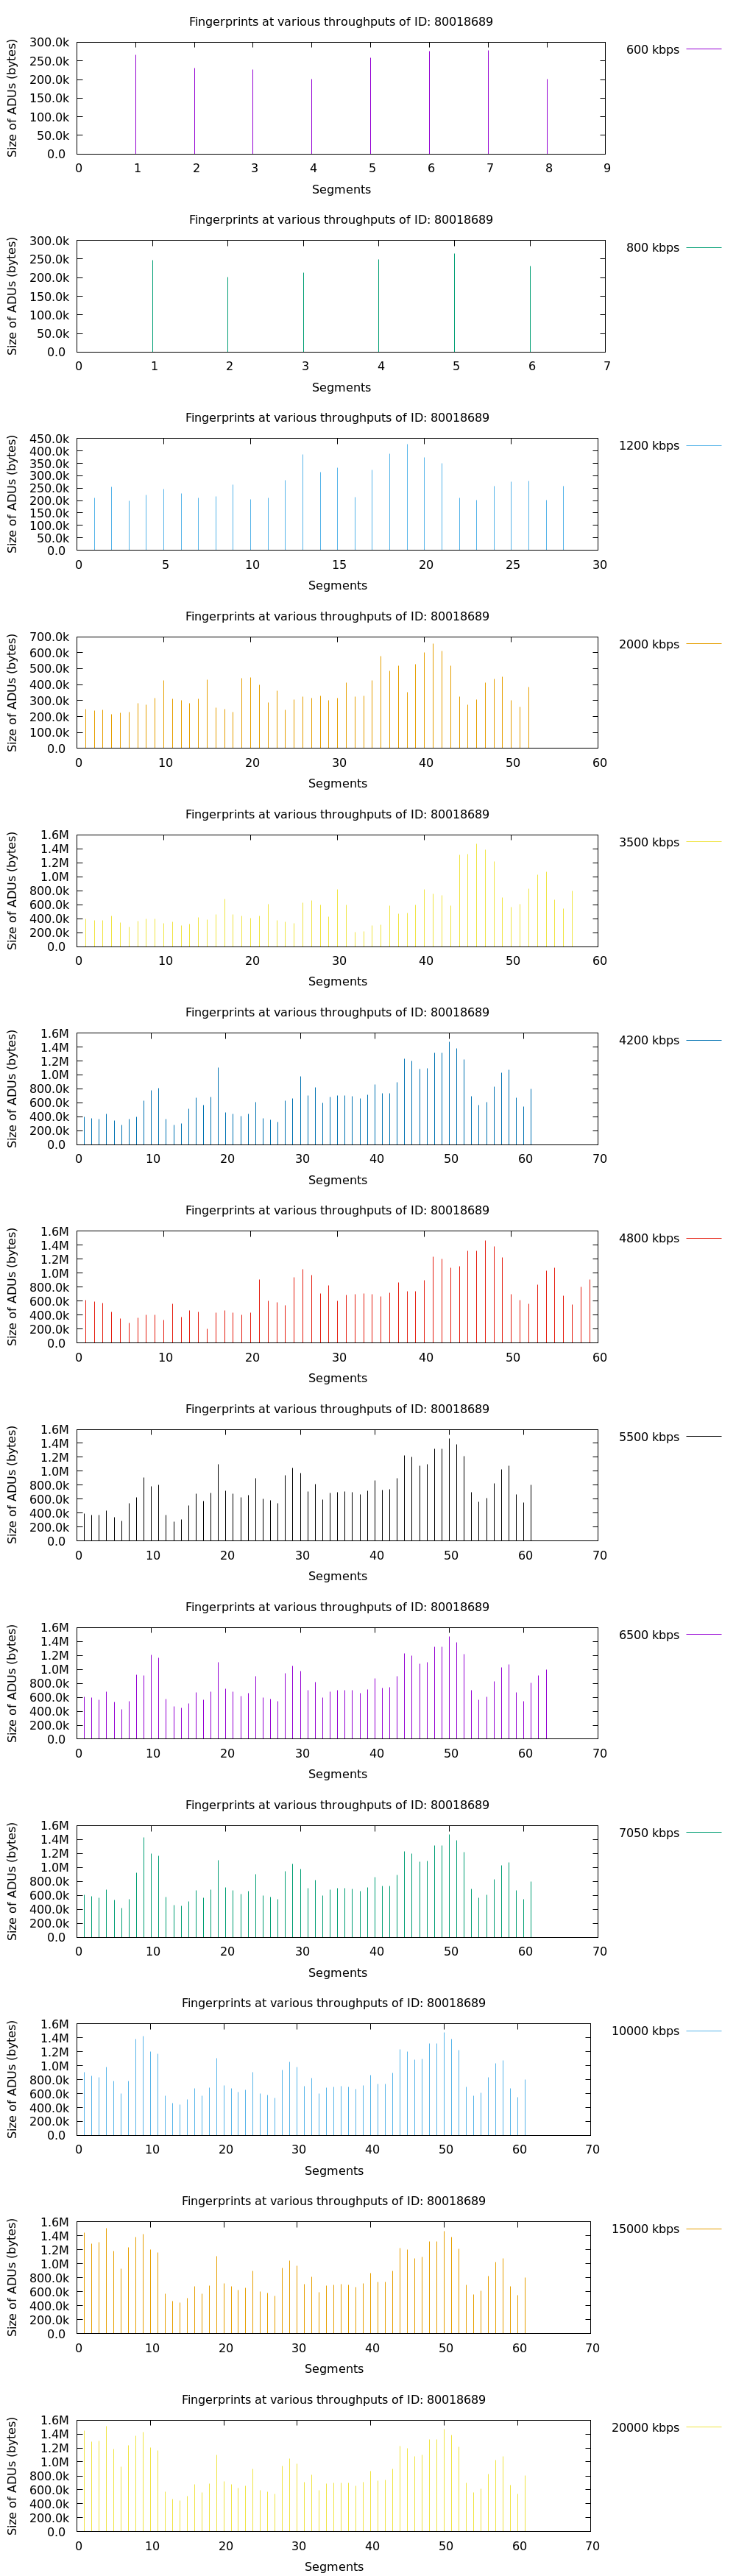 Fingerprints at various throughputs of ID: 80018689
600 kbps
Size of ADUs (bytes)
300.0k
250.0k
200.0k
150.0k
100.0k
50.0k
0.0
0 1 2 3 4 5 6 7 8 9
Segments
Fingerprints at various throughputs of ID: 80018689
800 kbps
Size of ADUs (bytes)
300.0k
250.0k
200.0k
150.0k
100.0k
50.0k
0.0
0 1 2 3 4 5 6 7
Segments
Fingerprints at various throughputs of ID: 80018689
1200 kbps
Size of ADUs (bytes)
450.0k
400.0k
350.0k
300.0k
250.0k
200.0k
150.0k
100.0k
50.0k
0.0
0 5 10 15 20 25 30
Segments
Fingerprints at various throughputs of ID: 80018689
2000 kbps
Size of ADUs (bytes)
700.0k
600.0k
500.0k
400.0k
300.0k
200.0k
100.0k
0.0
0 10 20 30 40 50 60
Segments
Fingerprints at various throughputs of ID: 80018689
3500 kbps
Size of ADUs (bytes)
1.6M
1.4M
1.2M
1.0M
800.0k
600.0k
400.0k
200.0k
0.0
0 10 20 30 40 50 60
Segments
Fingerprints at various throughputs of ID: 80018689
4200 kbps
Size of ADUs (bytes)
1.6M
1.4M
1.2M
1.0M
800.0k
600.0k
400.0k
200.0k
0.0
0 10 20 30 40 50 60 70
Segments
Fingerprints at various throughputs of ID: 80018689
4800 kbps
Size of ADUs (bytes)
1.6M
1.4M
1.2M
1.0M
800.0k
600.0k
400.0k
200.0k
0.0
0 10 20 30 40 50 60
Segments
Fingerprints at various throughputs of ID: 80018689
5500 kbps
Size of ADUs (bytes)
1.6M
1.4M
1.2M
1.0M
800.0k
600.0k
400.0k
200.0k
0.0
0 10 20 30 40 50 60 70
Segments
Fingerprints at various throughputs of ID: 80018689
6500 kbps
Size of ADUs (bytes)
1.6M
1.4M
1.2M
1.0M
800.0k
600.0k
400.0k
200.0k
0.0
0 10 20 30 40 50 60 70
Segments
Fingerprints at various throughputs of ID: 80018689
7050 kbps
Size of ADUs (bytes)
1.6M
1.4M
1.2M
1.0M
800.0k
600.0k
400.0k
200.0k
0.0
0 10 20 30 40 50 60 70
Segments
Fingerprints at various throughputs of ID: 80018689
10000 kbps
Size of ADUs (bytes)
1.6M
1.4M
1.2M
1.0M
800.0k
600.0k
400.0k
200.0k
0.0
0 10 20 30 40 50 60 70
Segments
Fingerprints at various throughputs of ID: 80018689
15000 kbps
Size of ADUs (bytes)
1.6M
1.4M
1.2M
1.0M
800.0k
600.0k
400.0k
200.0k
0.0
0 10 20 30 40 50 60 70
Segments
Fingerprints at various throughputs of ID: 80018689
20000 kbps
Size of ADUs (bytes)
1.6M
1.4M
1.2M
1.0M
800.0k
600.0k
400.0k
200.0k
0.0
0 10 20 30 40 50 60 70
Segments